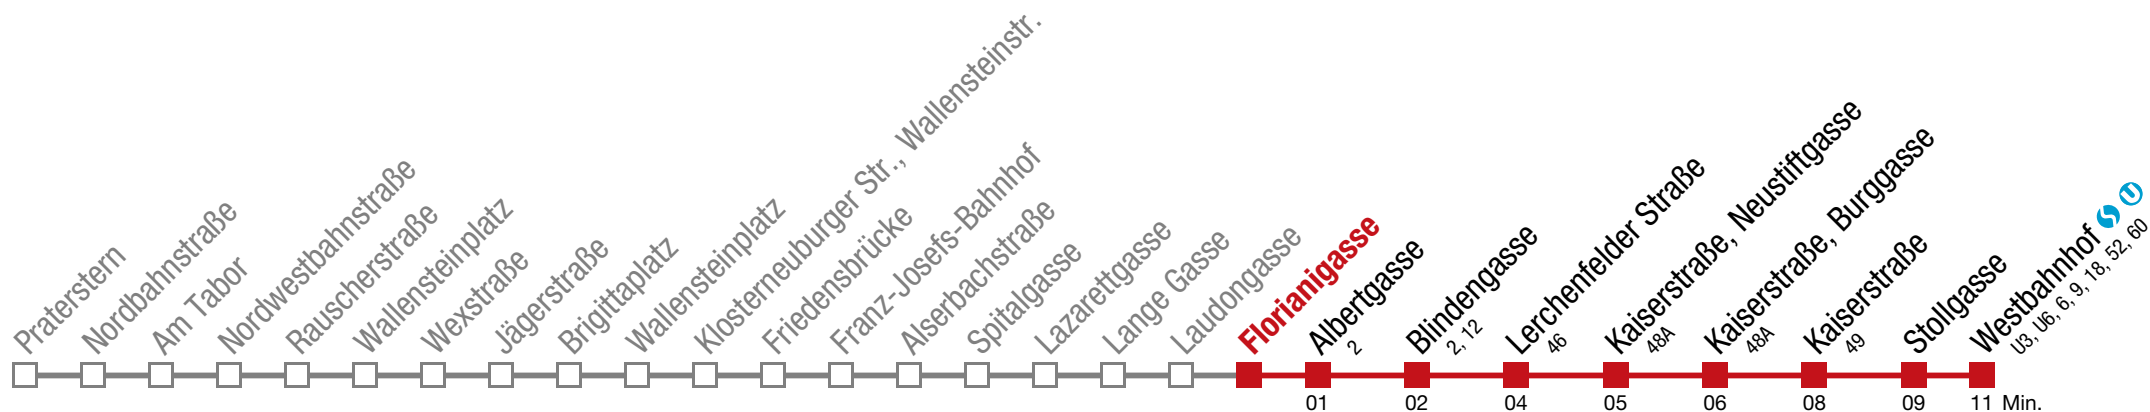 Praterstern
Nordbahnstraße
Am Tabor
Nordwestbahnstraße
Rauscherstraße
Wallensteinplatz
Wexstraße
Jägerstraße
Brigittaplatz
Wallensteinplatz
Klosterneuburger Str., Wallensteinstr.
Friedensbrücke
Franz-Josefs-Bahnhof
Alserbachstraße
Spitalgasse
Lazarettgasse
Lange Gasse
Laudongasse
Florianigasse
Albertgasse
2
Blindengasse
2, 12
Lerchenfelder Straße
46
Kaiserstraße, Neustiftgasse
48A
Kaiserstraße, Burggasse
48A
Kaiserstraße
49
Stollgasse
Westbahnhof S U
U3, U6, 6, 9, 18, 52, 60
01 02 04 05 06 08 09 11 Min.